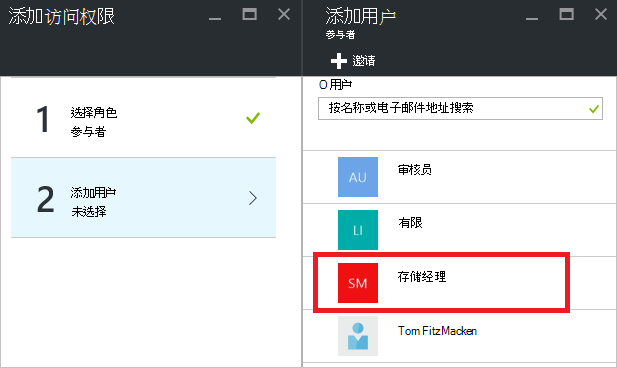 添加访问权限
1
选择角色
参与者
2
添加用户
未选择
添加用户
参与者
邀请
O 用户
按名称或电子邮件地址搜索
AU
审核员
LI
有限
SM
存储经理
Tom FitzMacken